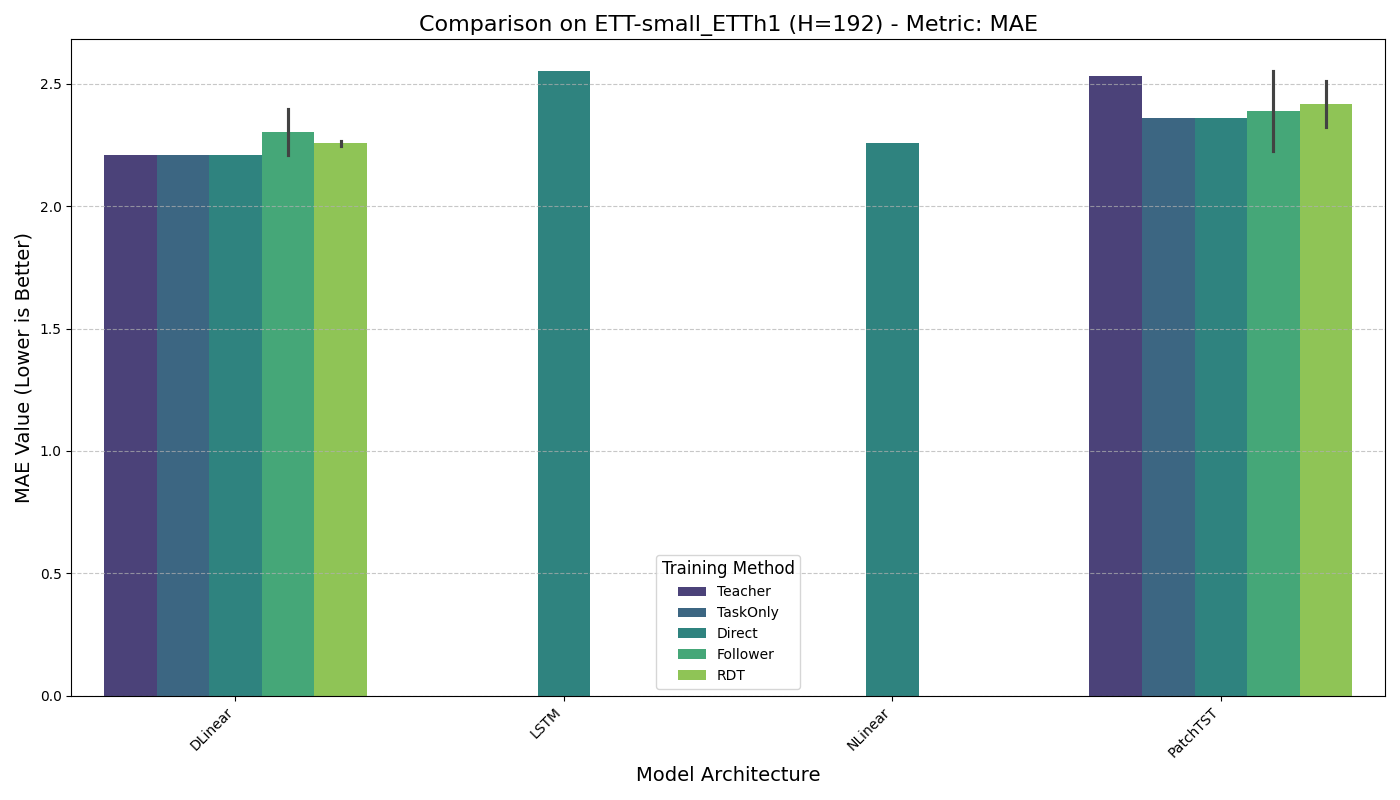 Comparison on ETT-small_ETTh1 (H=192) - Metric: MAE
MAE Value (Lower is Better)
2.5
2.0
1.5
1.0
0.5
0.0
Training Method
Teacher
TaskOnly
Direct
Follower
RDT
DLinear
LSTM
NLinear
PatchTST
Model Architecture